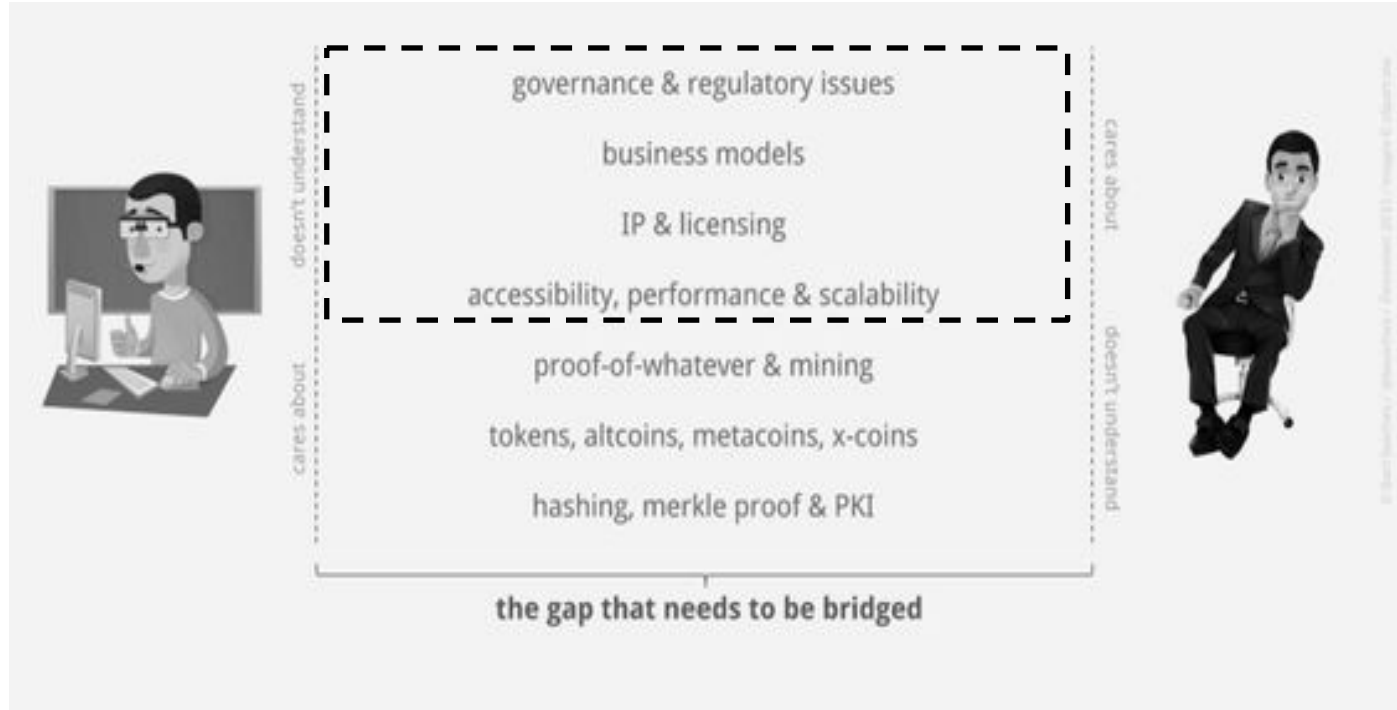 governance & regulatory issues
business models
IP & licensing
accessibility, performance & scalability
proof-of-whatever & mining
tokens, altcoins, metacoins, x-coins
hashing, merkle proof & PKI
doesn't understand
cares about
cares about
doesn't understand
the gap that needs to be bridged